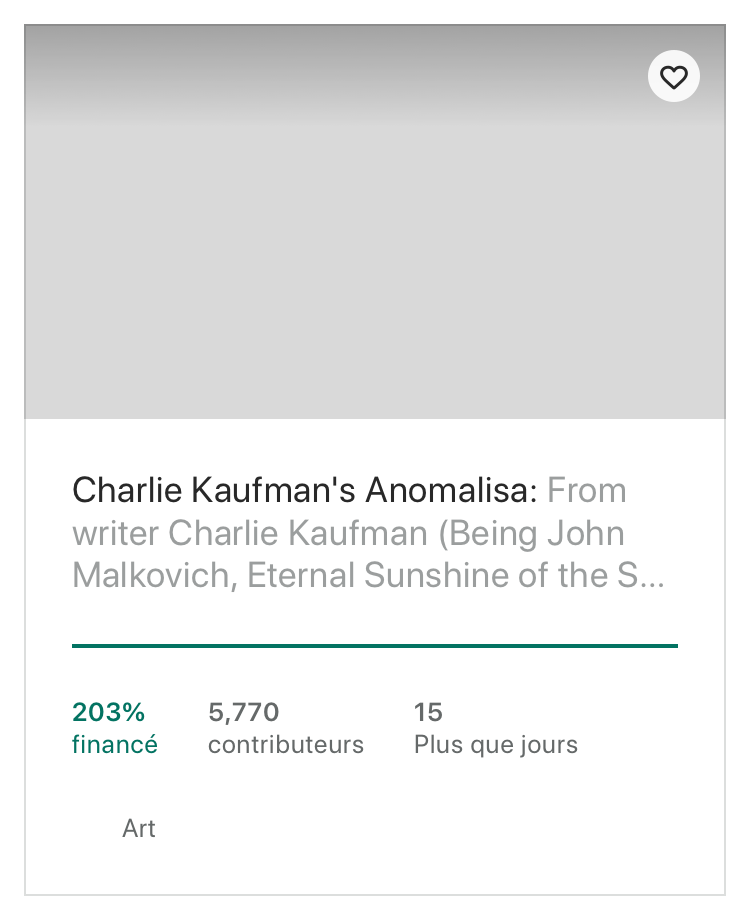 Charlie Kaufman's Anomalisa: From
writer Charlie Kaufman (Being John
Malkovich, Eternal Sunshine of the S...
203% 5,770 15
financé contributeurs Plus que jours
Art